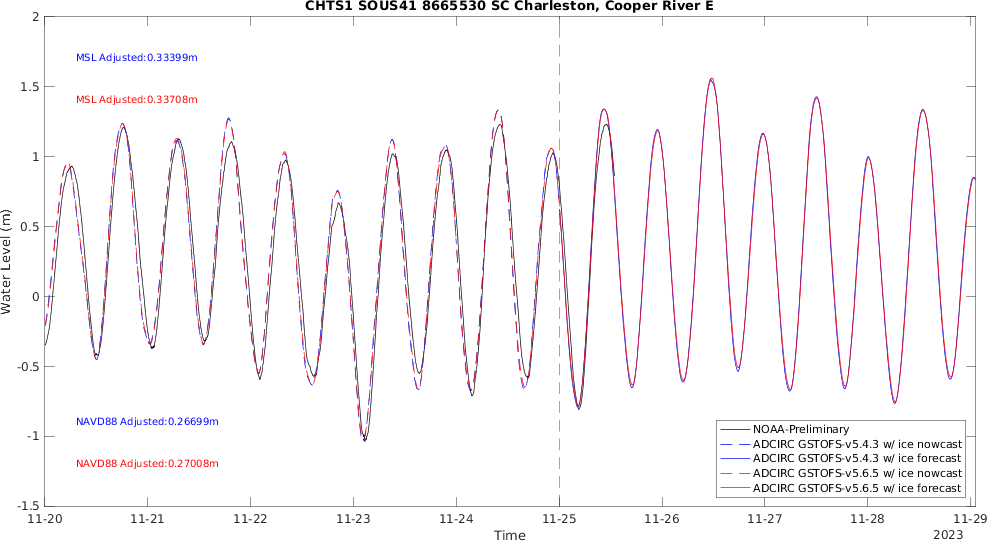 CHTS1 SOUS41 8665530 SC Charleston, Cooper River E
2
1.5
1
0.5
0
-0.5
-1
-1.5
Water Level (m)
MSL Adjusted:0.33399m
MSL Adjusted:0.33708m
NAVD88 Adjusted:0.26699m
NAVD88 Adjusted:0.27008m
NOAA-Preliminary
ADCIRC GSTOFS-v5.4.3 w/ ice nowcast
ADCIRC GSTOFS-v5.4.3 w/ ice forecast
ADCIRC GSTOFS-v5.6.5 w/ ice nowcast
ADCIRC GSTOFS-v5.6.5 w/ ice forecast
11-20 11-21 11-22 11-23 11-24 11-25 11-26 11-27 11-28 11-29
Time
2023